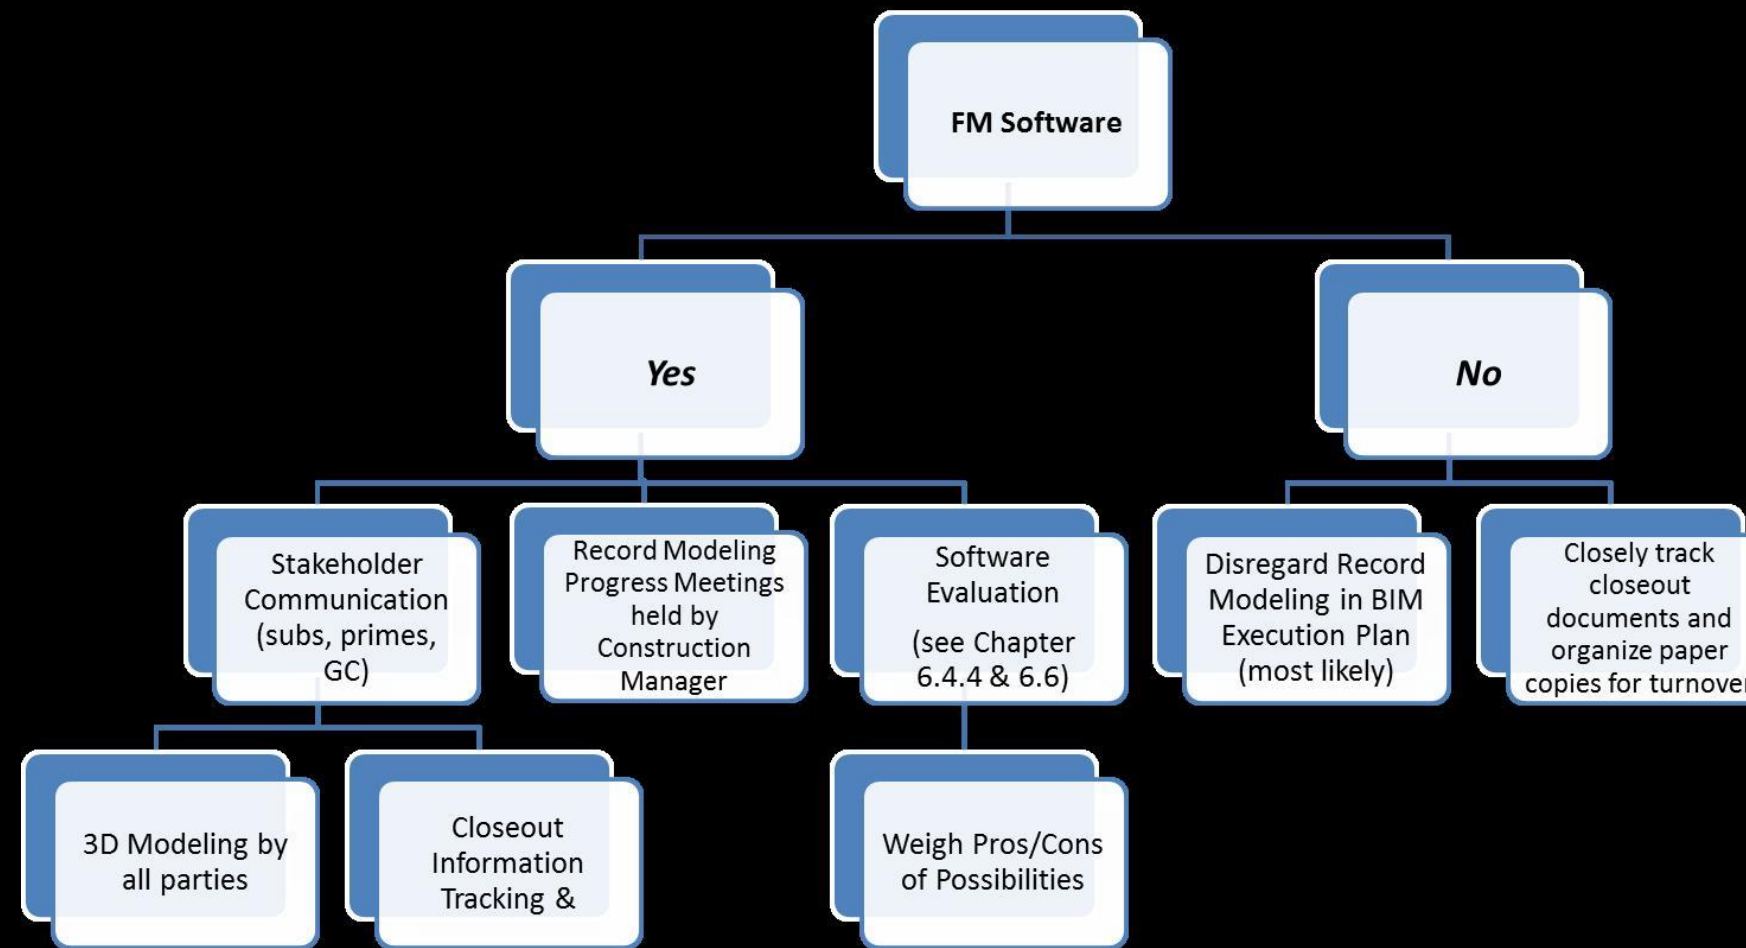 FM Software
Yes
No
Stakeholder
Communication
(subs, primes,
GC)
Record Modeling
Progress Meetings
held by
Construction
Manager
Software
Evaluation
(see Chapter
6.4.4 & 6.6)
Disregard Record
Modeling in BIM
Execution Plan
(most likely)
Closely track
closeout
documents and
organize paper
copies for turnover
3D Modeling by
all parties
Closeout
Information
Tracking &
Weigh Pros/Cons
of Possibilities